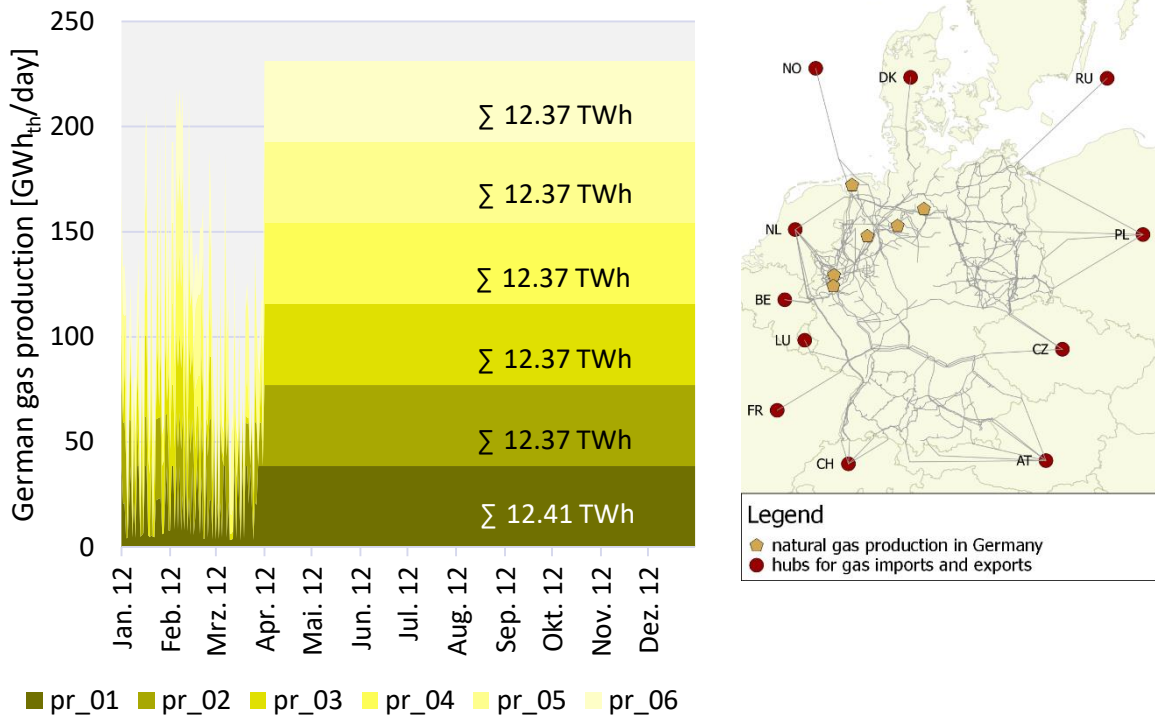 German gas production [GWhth/day]
250
200
150
100
50
0
∑ 12.37 TWh
∑ 12.37 TWh
∑ 12.37 TWh
∑ 12.37 TWh
∑ 12.37 TWh
∑ 12.41 TWh
Jan. 12
Feb. 12
Mrz. 12
Apr. 12
Mai. 12
Jun. 12
Jul. 12
Aug. 12
Sep. 12
Okt. 12
Nov. 12
Dez. 12
pr_01 pr_02 pr_03 pr_04 pr_05 pr_06
NO
DK
RU
NL
PL
BE
LU
CZ
FR
CH
AT
Legend
natural gas production in Germany
hubs for gas imports and exports